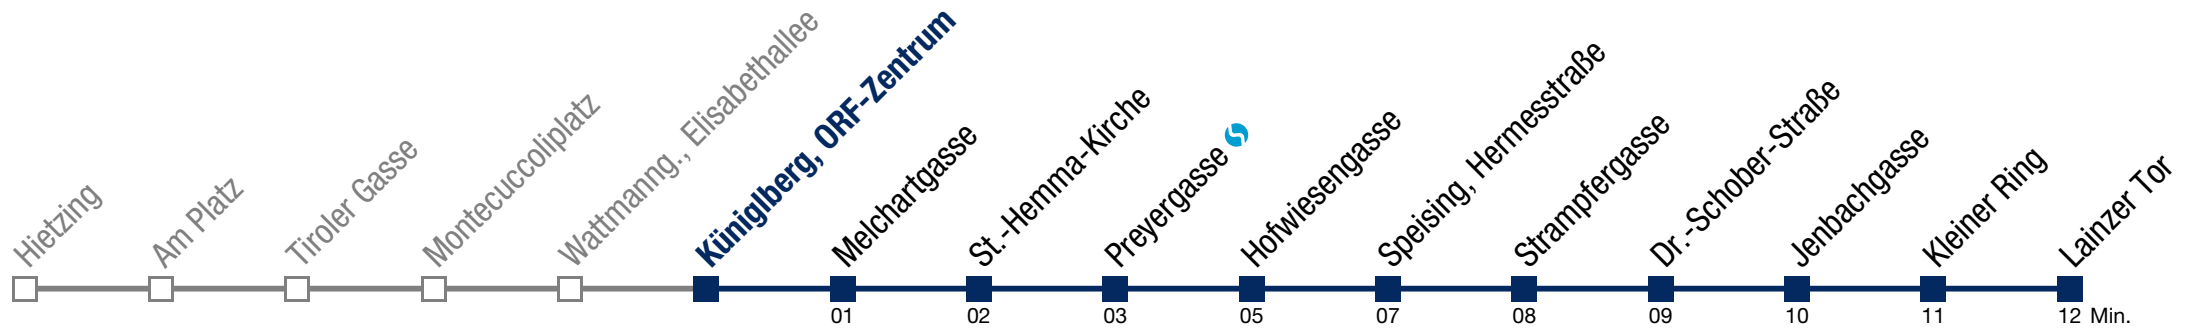 Hietzing
Am Platz
Tiroler Gasse
Montecuccoliplatz
Wattmanng., Elisabethallee
Küniglberg, ORF-Zentrum
Melchartgasse
St.-Hemma-Kirche
Preyergasse
Hofwiesengasse
Speising, Hermesstraße
Strampfergasse
Dr.-Schober-Straße
Jenbachgasse
Kleiner Ring
Lainzer Tor
01 02 03 05 07 08 09 10 11 12 Min.